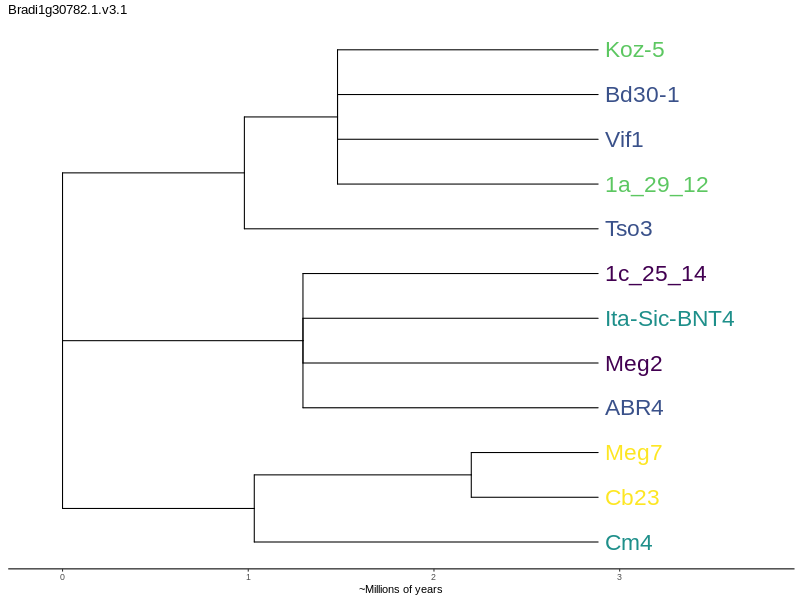 Bradi1g30782.1.v3.1
Koz-5
Bd30-1
Vif1
1a_29_12
Tso3
1c_25_14
Ita-Sic-BNT4
Meg2
ABR4
Meg7
Cb23
Cm4
0 1 2 3
~Millions of years